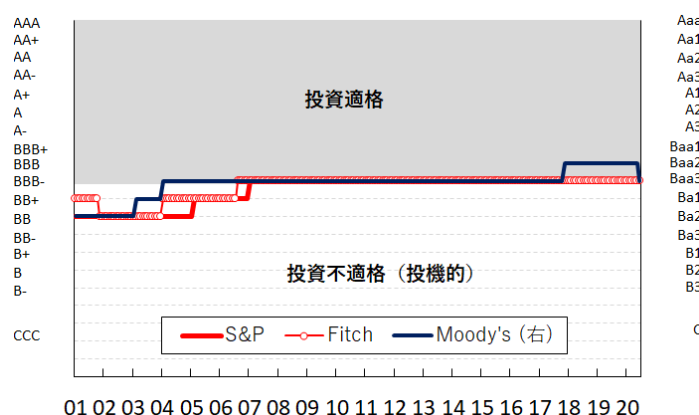 AAA
AA+
AA
AA-
A+
A
A-
BBB+
BBB
BBB-
BB+
BB
BB-
B+
B
B-
CCC
投資適格
投資不適格（投機的）
S&P Fitch Moody's (右)
Aaa
Aa1
Aa2
Aa3
A1
A2
A3
Baa1
Baa2
Baa3
Ba1
Ba2
Ba3
B1
B2
B3
C
01 02 03 04 05 06 07 08 09 10 11 12 13 14 15 16 17 18 19 20